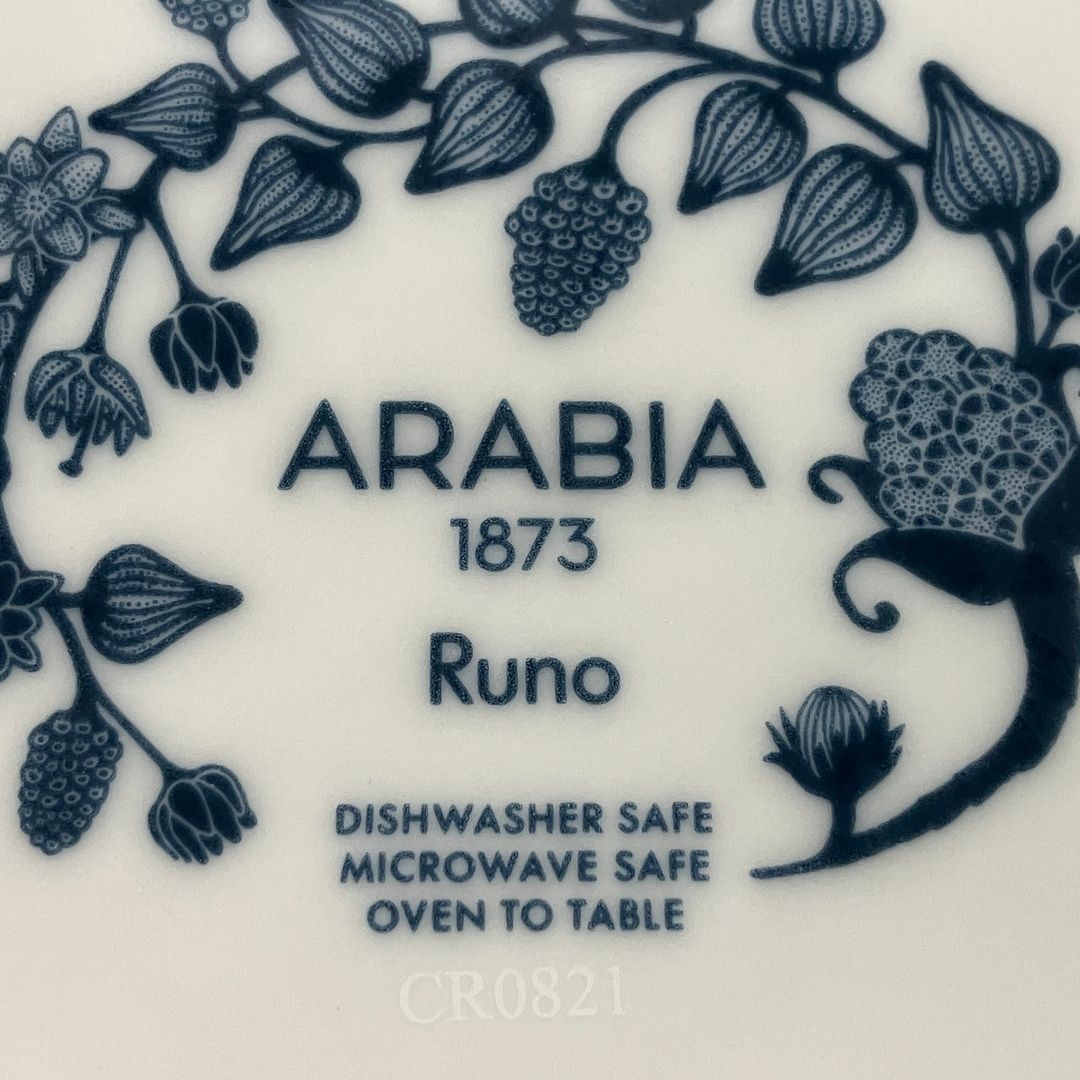 ARABIA
1873
Runo
DISHWASHER SAFE
MICROWAVE SAFE
OVEN TO TABLE
CR0821